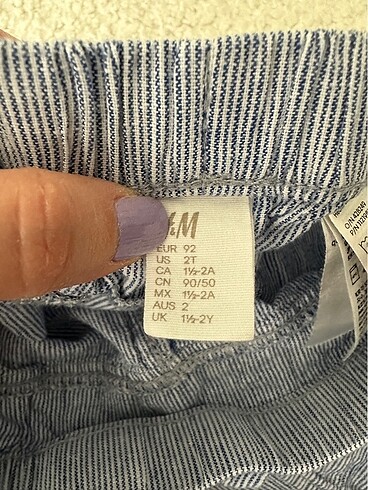 &M
EUR 92
US 2T
CA 1½-2A
CN 90/50
MX 1½-2A
AUS 2
UK 1½-2Y